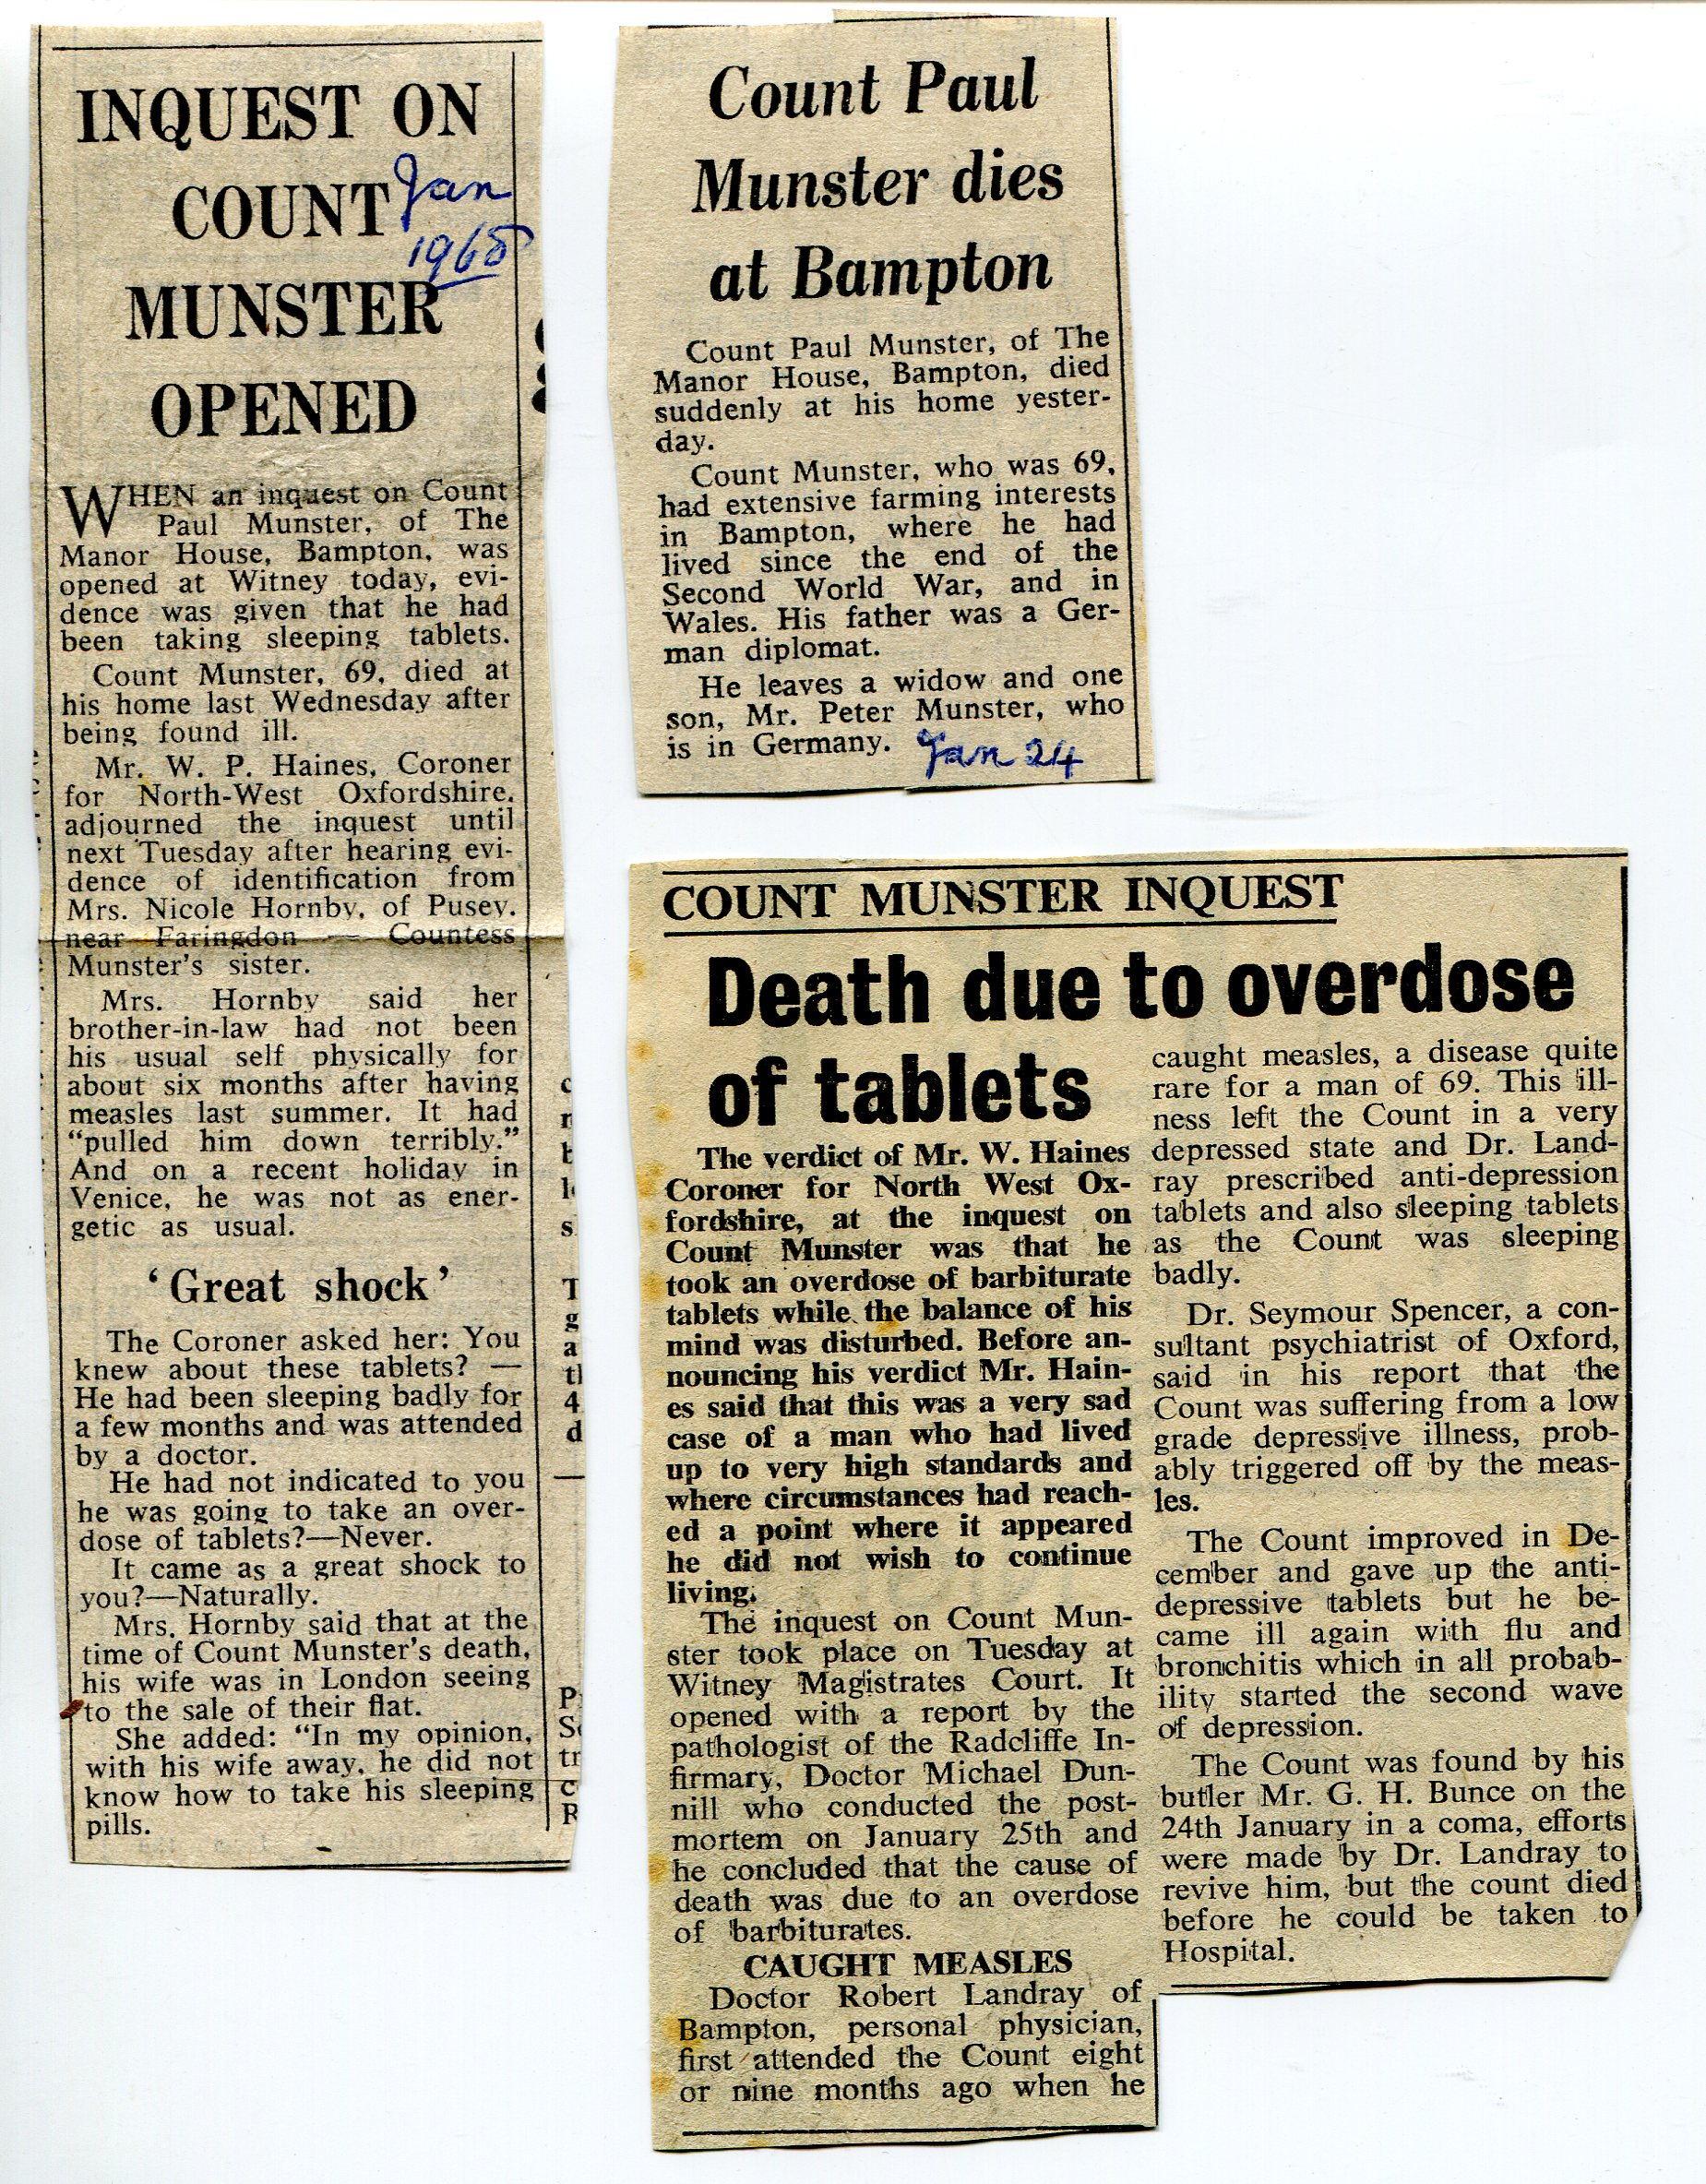 INQUEST ON
COUNT
Jan
1968
MUNSTER
OPENED
WHEN an inquest on Count
Paul Munster, of The
Manor House, Bampton, was
opened at Witney today, evi-
dence was given that he had
been taking sleeping tablets.
Count Munster, 69, died at
his home last Wednesday after
being found ill.
Mr. W. P. Haines, Coroner
for North-West Oxfordshire,
adjourned the inquest until
next Tuesday after hearing evi-
dence of identification from
Mrs. Nicole Hornby, of Pusey,
near Faringdon — Countess
Munster's sister.
Mrs. Hornby said her
brother-in-law had not been
his usual self physically for
about six months after having
measles last summer. It had
"pulled him down terribly."
And on a recent holiday in
Venice, he was not as ener-
getic as usual.
'Great shock'
The Coroner asked her: You
knew about these tablets? —
He had been sleeping badly for
a few months and was attended
by a doctor.
He had not indicated to you
he was going to take an over-
dose of tablets?—Never.
It came as a great shock to
you?—Naturally.
Mrs. Hornby said that at the
time of Count Munster's death,
his wife was in London seeing
to the sale of their flat.
She added: "In my opinion,
with his wife away, he did not
know how to take his sleeping
pills.
Count Paul
Munster dies
at Bampton
Count Paul Munster, of The
Manor House, Bampton, died
suddenly at his home yester-
day.
Count Munster, who was 69,
had extensive farming interests
in Bampton, where he had
lived since the end of the
Second World War, and in
Wales. His father was a Ger-
man diplomat.
He leaves a widow and one
son, Mr. Peter Munster, who
is in Germany.
Jan 24
COUNT MUNSTER INQUEST
Death due to overdose
of tablets
The verdict of Mr. W. Haines
Coroner for North West Ox-
fordshire, at the inquest on
Count Munster was that he
took an overdose of barbiturate
tablets while the balance of his
mind was disturbed. Before an-
nouncing his verdict Mr. Hain-
es said that this was a very sad
case of a man who had lived
up to very high standards and
where circumstances had reach-
ed a point where it appeared
he did not wish to continue
living.
The inquest on Count Mun-
ster took place on Tuesday at
Witney Magistrates Court. It
opened with a report by the
pathologist of the Radcliffe In-
firmary, Doctor Michael Dun-
nill who conducted the post-
mortem on January 25th and
he concluded that the cause of
death was due to an overdose
of barbiturates.
CAUGHT MEASLES
Doctor Robert Landray of
Bampton, personal physician,
first attended the Count eight
or nine months ago when he
caught measles, a disease quite
rare for a man of 69. This ill-
ness left the Count in a very
depressed state and Dr. Land-
ray prescribed anti-depression
tablets and also sleeping tablets
as the Count was sleeping
badly.
Dr. Seymour Spencer, a con-
sultant psychiatrist of Oxford,
said in his report that the
Count was suffering from a low
grade depressive illness, prob-
ably triggered off by the meas-
les.
The Count improved in De-
cember and gave up the anti-
depressive tablets but he be-
came ill again with flu and
bronchitis which in all probab-
ility started the second wave
of depression.
The Count was found by his
butler Mr. G. H. Bunce on the
24th January in a coma, efforts
were made by Dr. Landray to
revive him, but the count died
before he could be taken to
Hospital.